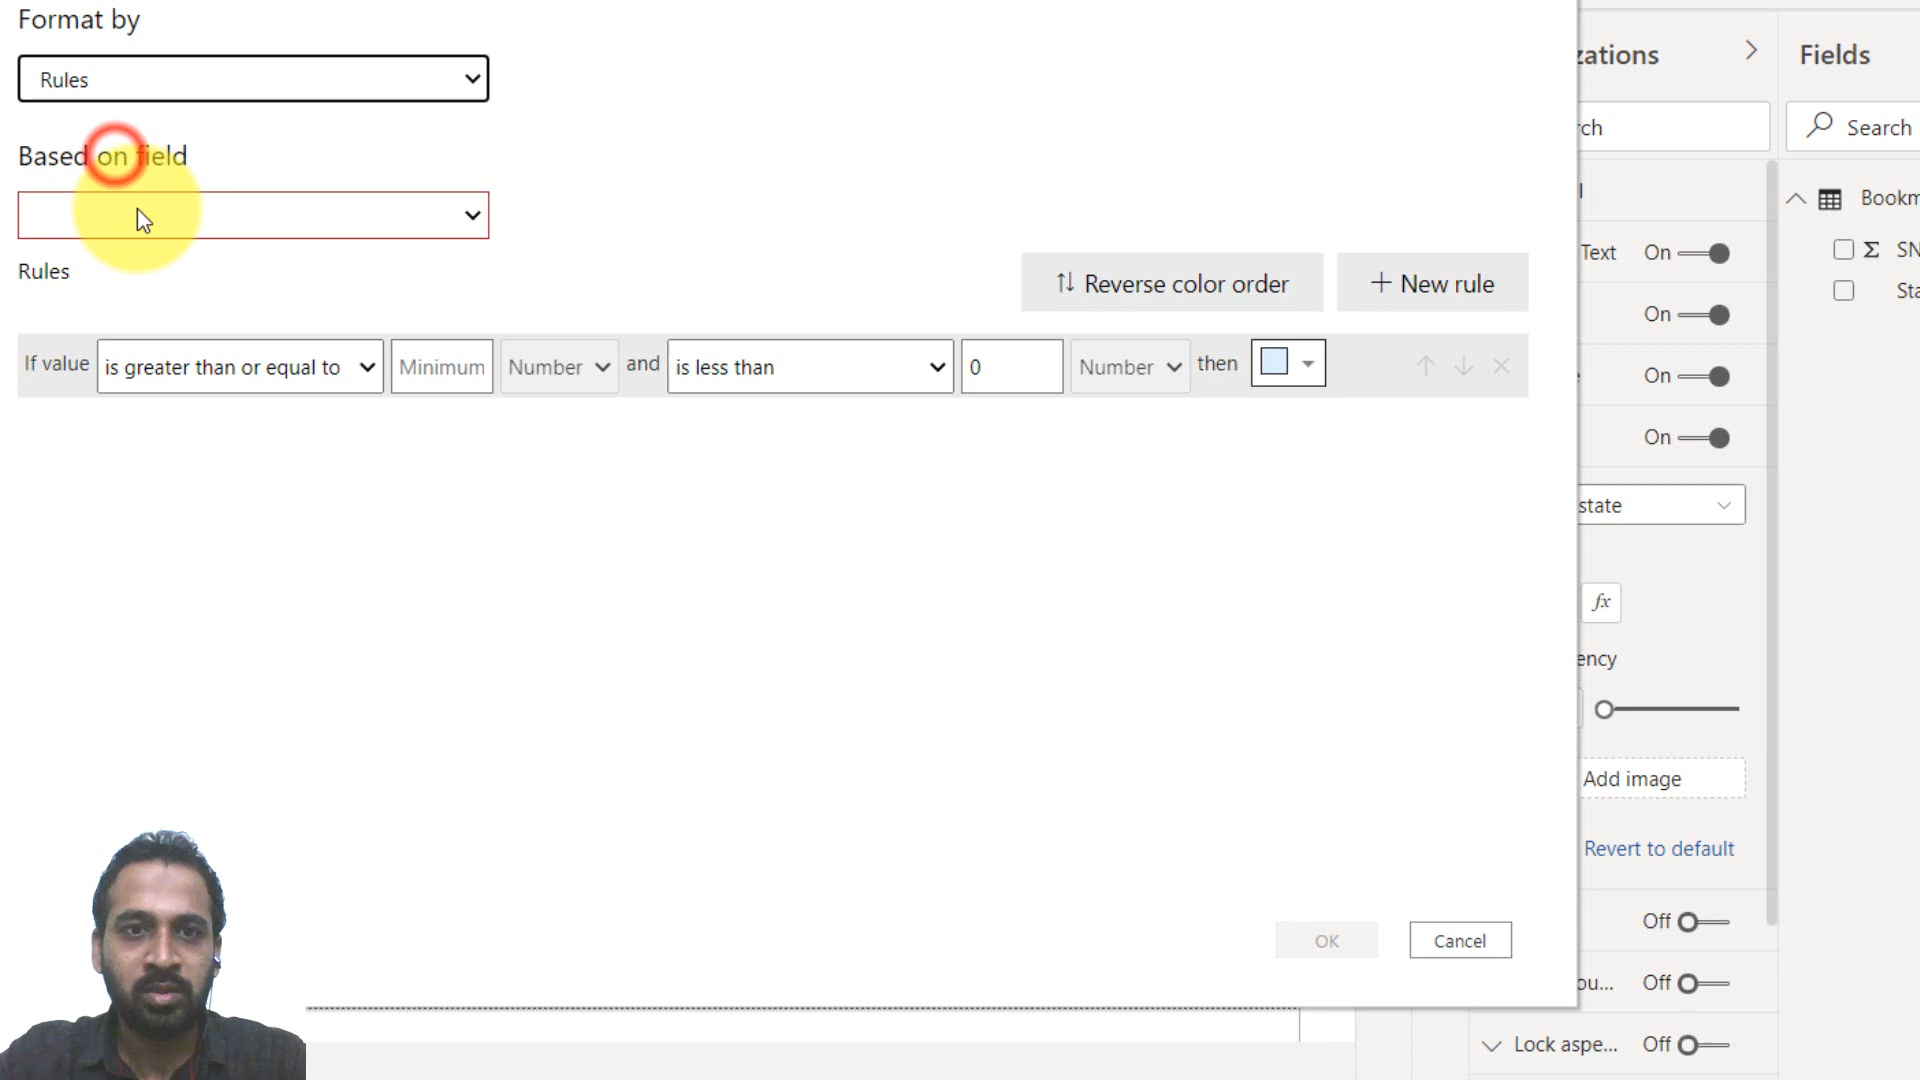 Format by
Rules
Based on field
Rules
Reverse color order
New rule
If value is greater than or equal to Minimum Number and is less than 0 Number then
OK
Cancel
zations
rch
l
Text On
On
On
On
state
fx
ency
Add image
Revert to default
Off
ou... Off
Lock aspe... Off
Fields
Search
Bookm
Σ SN
Sta